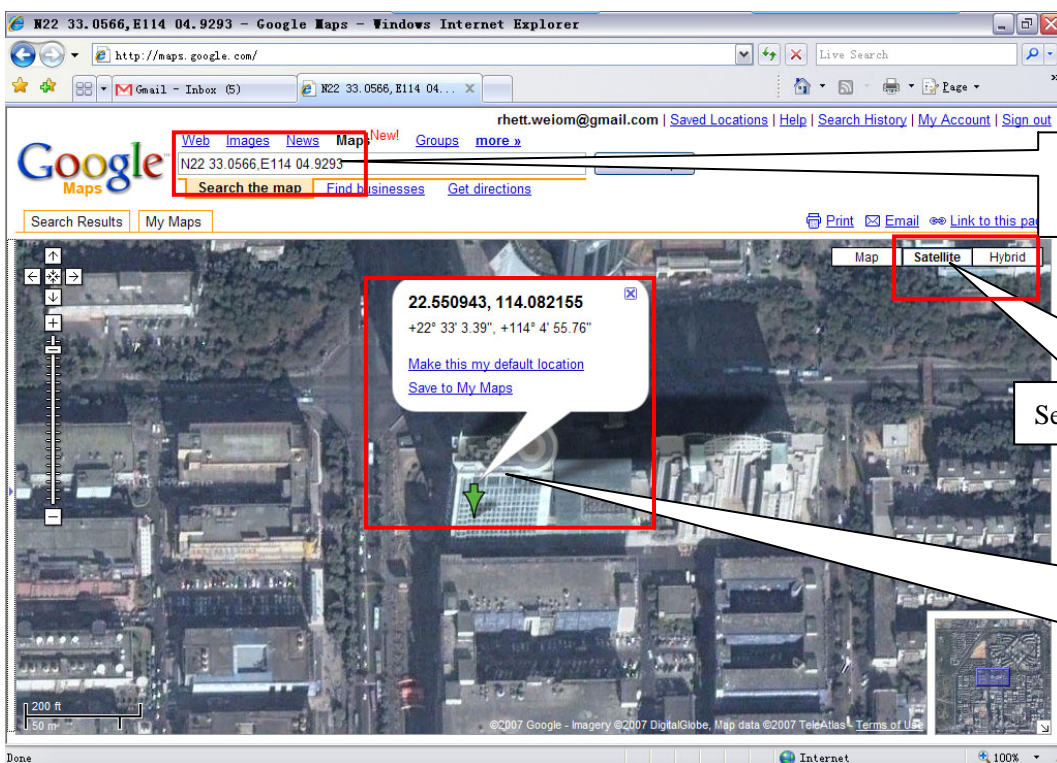 N22 33.0566,E114 04.9293 - Google Maps - Windows Internet Explorer
http://maps.google.com/
Live Search
Gmail - Inbox (5)
N22 33.0566,E114 04...
Page
rhett.weiom@gmail.com | Saved Locations | Help | Search History | My Account | Sign out
Web Images News Maps New! Groups more »
Google Maps
N22 33.0566,E114 04.9293
Search the map Find businesses Get directions
Search Results My Maps
Print Email Link to this pag
Map Satellite Hybrid
22.550943, 114.082155
+22° 33' 3.39", +114° 4' 55.76"
Make this my default location
Save to My Maps
Se
200 ft
50 m
©2007 Google - Imagery ©2007 DigitalGlobe, Map data ©2007 TeleAtlas - Terms of Use
Done
Internet
100%